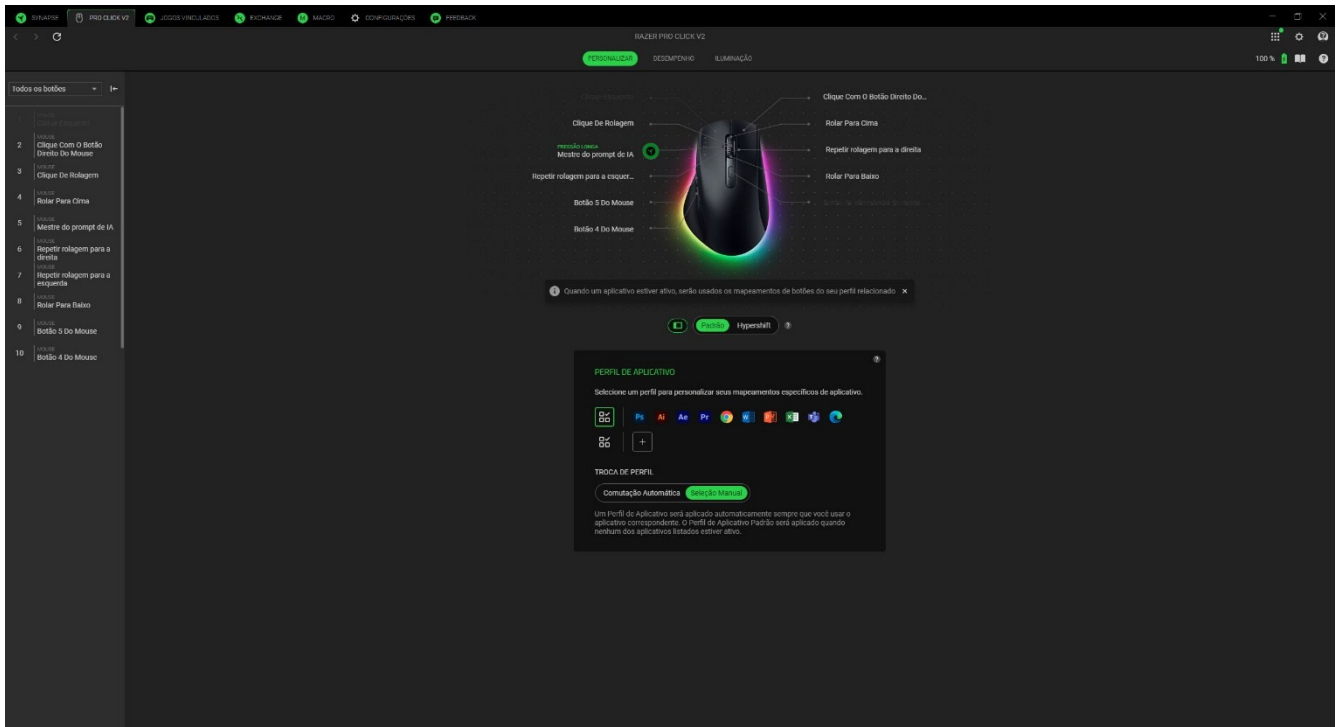 SYNAPSE PRO CLICK V2 JOGOS VINCULADOS EXCHANGE MACRO CONFIGURAÇÕES FEEDBACK
RAZER PRO CLICK V2
PERSONALIZAR DESEMPENHO ILUMINAÇÃO
100 %
Todos os botões
2
MOUSE
Clique Com O Botão
Direito Do Mouse
3
MOUSE
Clique De Rolagem
4
MOUSE
Rolar Para Cima
5
MOUSE
Mestre do prompt de IA
6
MOUSE
Repetir rolagem para a
direita
7
MOUSE
Repetir rolagem para a
esquerda
8
MOUSE
Rolar Para Baixo
9
MOUSE
Botão 5 Do Mouse
10
MOUSE
Botão 4 Do Mouse
Clique De Rolagem
PRESSÃO LONGA
Mestre do prompt de IA
Repetir rolagem para a esquer...
Botão 5 Do Mouse
Botão 4 Do Mouse
Clique Com O Botão Direito Do...
Rolar Para Cima
Repetir rolagem para a direita
Rolar Para Baixo
Quando um aplicativo estiver ativo, serão usados os mapeamentos de botões do seu perfil relacionado
Padrão Hypershift
PERFIL DE APLICATIVO
Selecione um perfil para personalizar seus mapeamentos específicos de aplicativo.
Ps Ai Ae Pr
TROCA DE PERFIL
Comutação Automática Seleção Manual
Um Perfil de Aplicativo será aplicado automaticamente sempre que você usar o
aplicativo correspondente. O Perfil de Aplicativo Padrão será aplicado quando
nenhum dos aplicativos listados estiver ativo.